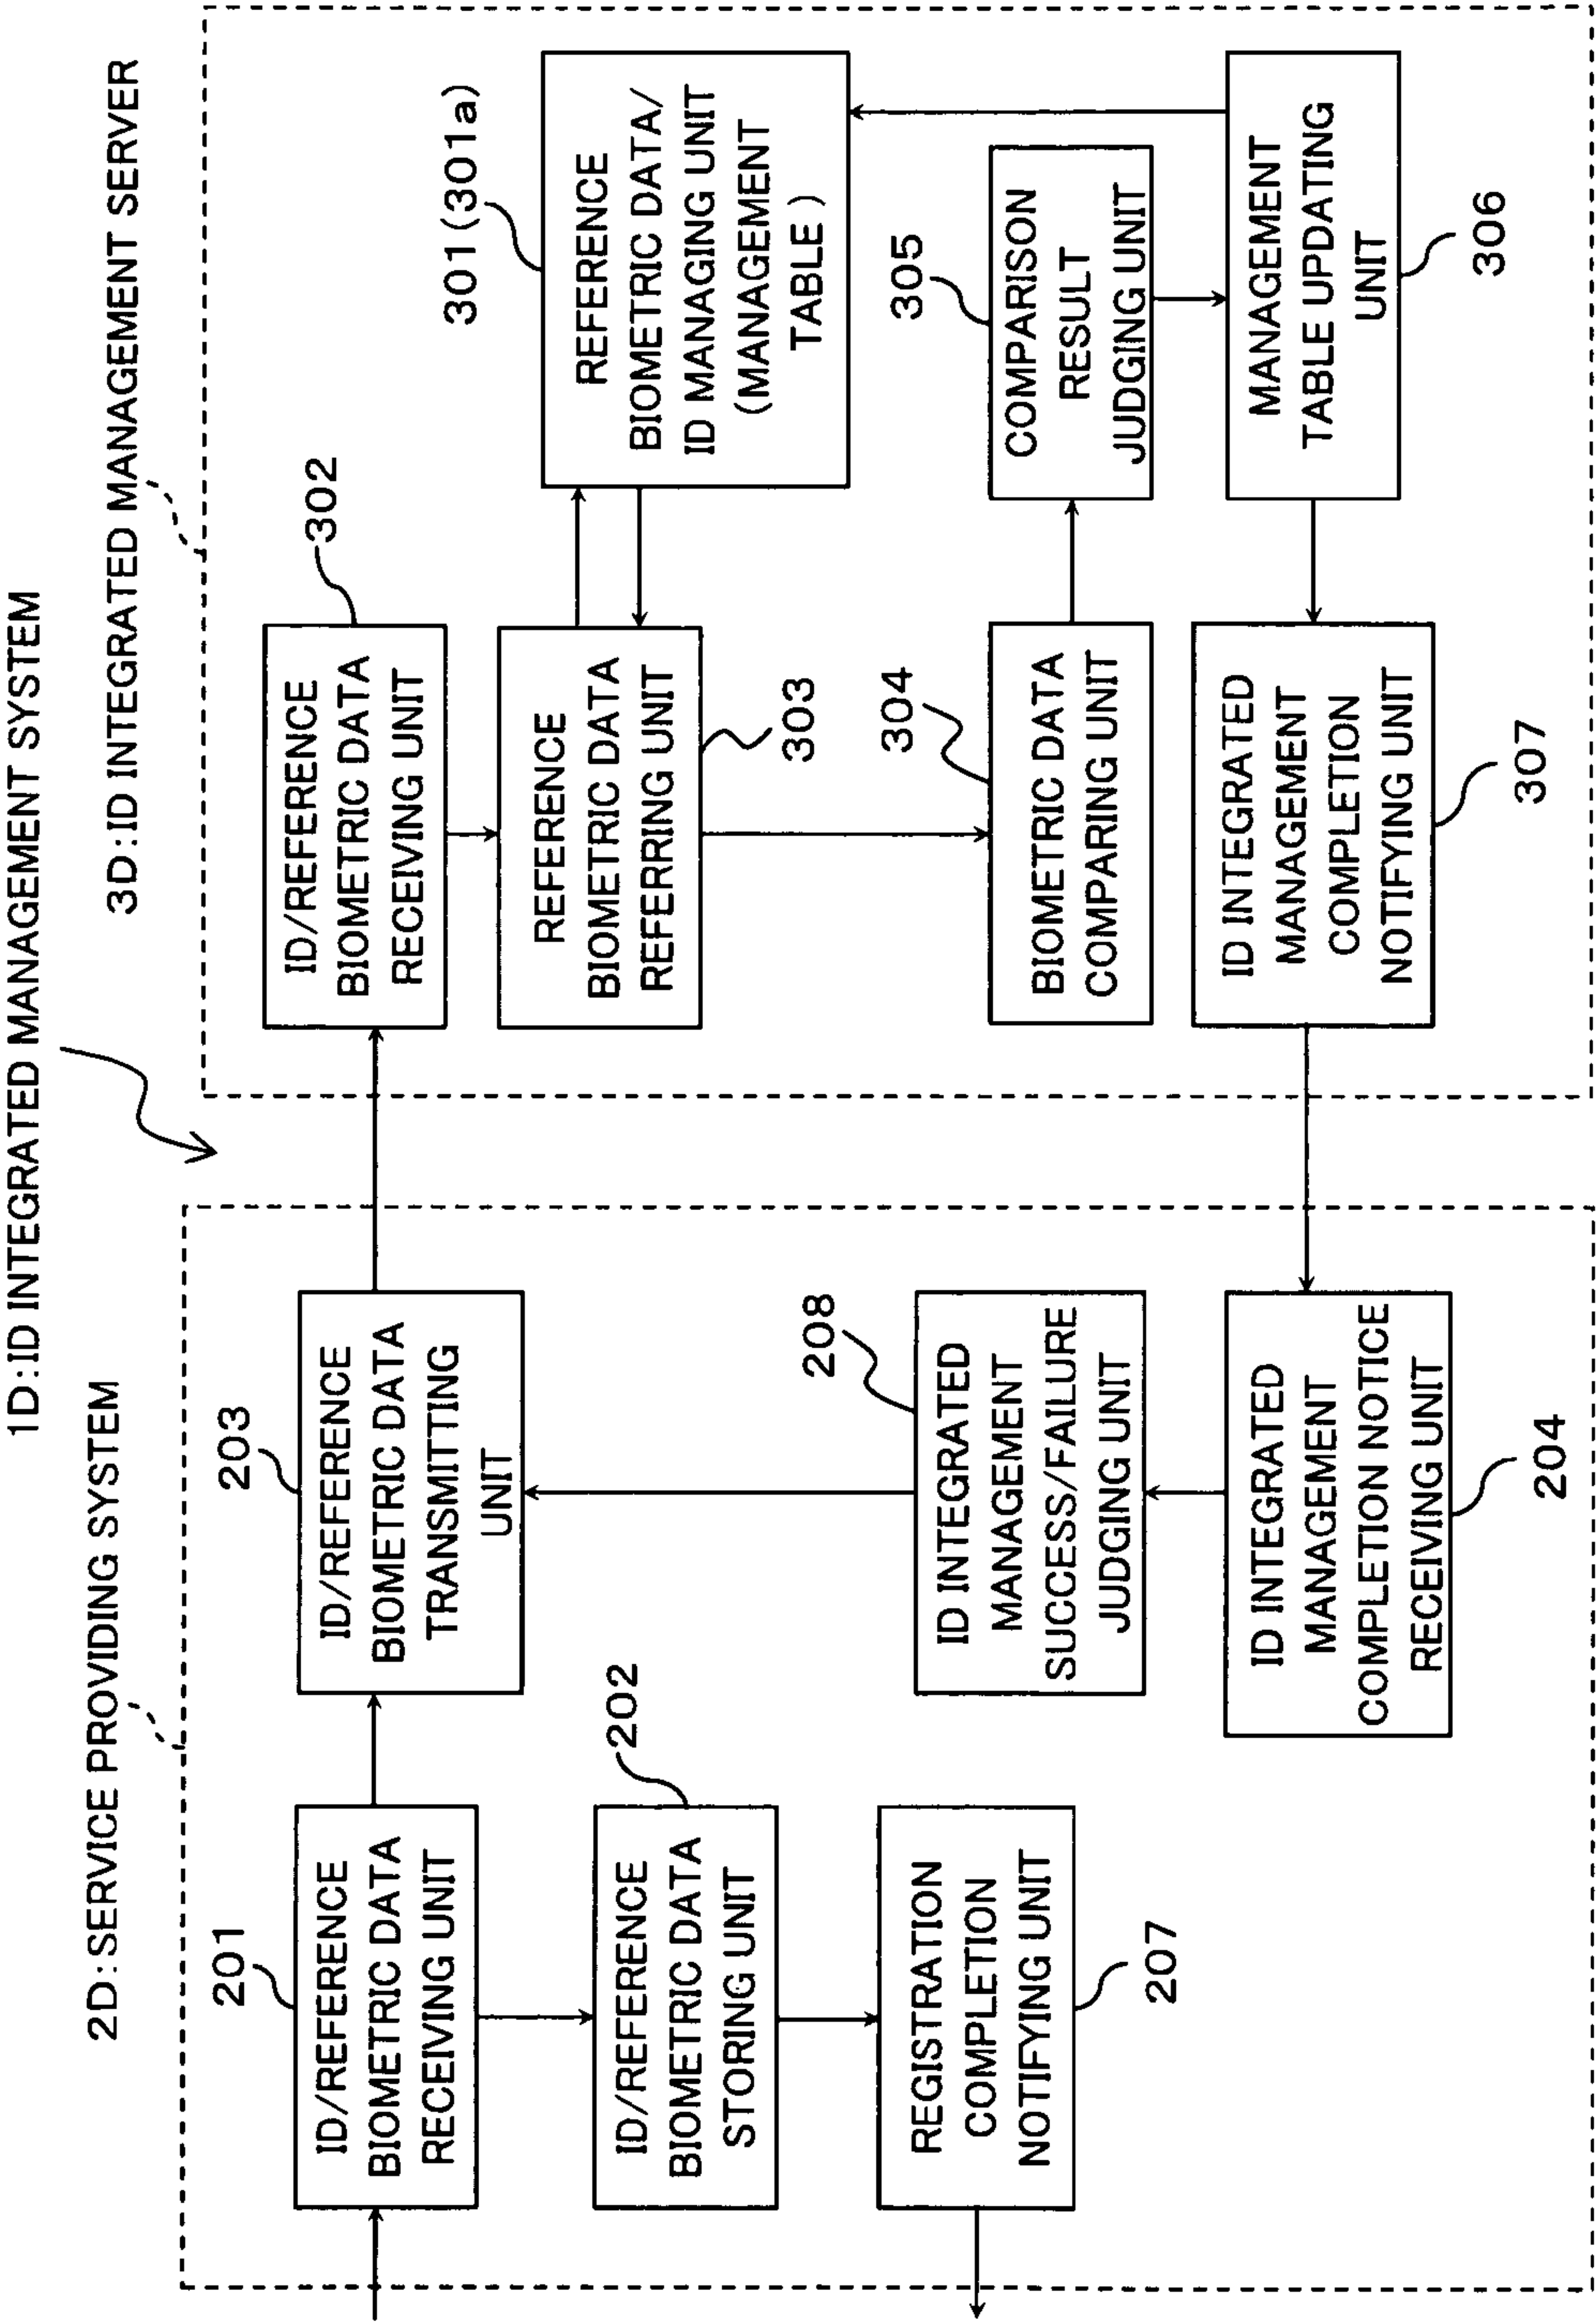 1D:ID INTEGRATED MANAGEMENT SYSTEM
2D:SERVICE PROVIDING SYSTEM
201
ID/REFERENCE
BIOMETRIC DATA
RECEIVING UNIT
202
ID/REFERENCE
BIOMETRIC DATA
STORING UNIT
REGISTRATION
COMPLETION
NOTIFYING UNIT
207
203
ID/REFERENCE
BIOMETRIC DATA
TRANSMITTING
UNIT
208
ID INTEGRATED
MANAGEMENT
SUCCESS/FAILURE
JUDGING UNIT
ID INTEGRATED
MANAGEMENT
COMPLETION NOTICE
RECEIVING UNIT
204
3D:ID INTEGRATED MANAGEMENT SERVER
302
ID/REFERENCE
BIOMETRIC DATA
RECEIVING UNIT
REFERENCE
BIOMETRIC DATA
REFERRING UNIT
303
304
BIOMETRIC DATA
COMPARING UNIT
ID INTEGRATED
MANAGEMENT
COMPLETION
NOTIFYING UNIT
307
301(301a)
REFERENCE
BIOMETRIC DATA/
ID MANAGING UNIT
(MANAGEMENT
TABLE)
305
COMPARISON
RESULT
JUDGING UNIT
MANAGEMENT
TABLE UPDATING
UNIT
306